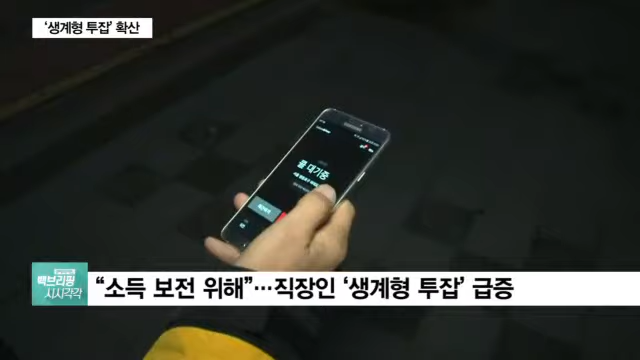 ‘생계형 투잡’ 확산
콜 대기중
백브리핑
시시각각
“소득 보전 위해”…직장인 ‘생계형 투잡’ 급증